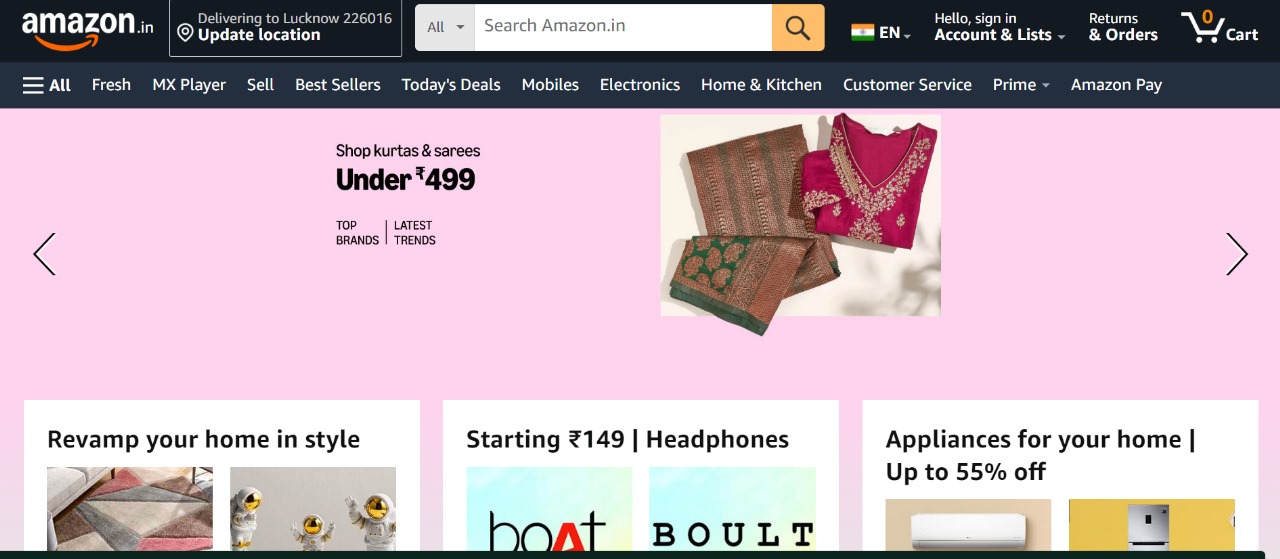 amazon.in
Delivering to Lucknow 226016
Update location
All
Search Amazon.in
EN
Hello, sign in
Account & Lists
Returns
& Orders
0
Cart
All Fresh MX Player Sell Best Sellers Today's Deals Mobiles Electronics Home & Kitchen Customer Service Prime Amazon Pay
Shop kurtas & sarees
Under ₹499
TOP BRANDS | LATEST TRENDS
Revamp your home in style
Starting ₹149 | Headphones
boAt
BOULT
Appliances for your home |
Up to 55% off